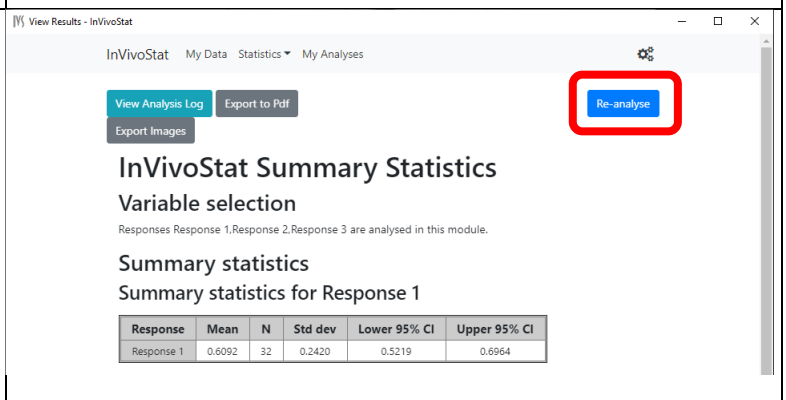 IVS View Results - InVivoStat
InVivoStat My Data Statistics My Analyses
View Analysis Log Export to Pdf Re-analyse
Export Images
InVivoStat Summary Statistics
Variable selection
Responses Response 1,Response 2,Response 3 are analysed in this module.
Summary statistics
Summary statistics for Response 1
Response Mean N Std dev Lower 95% CI Upper 95% CI
Response 1 0.6092 32 0.2420 0.5219 0.6964